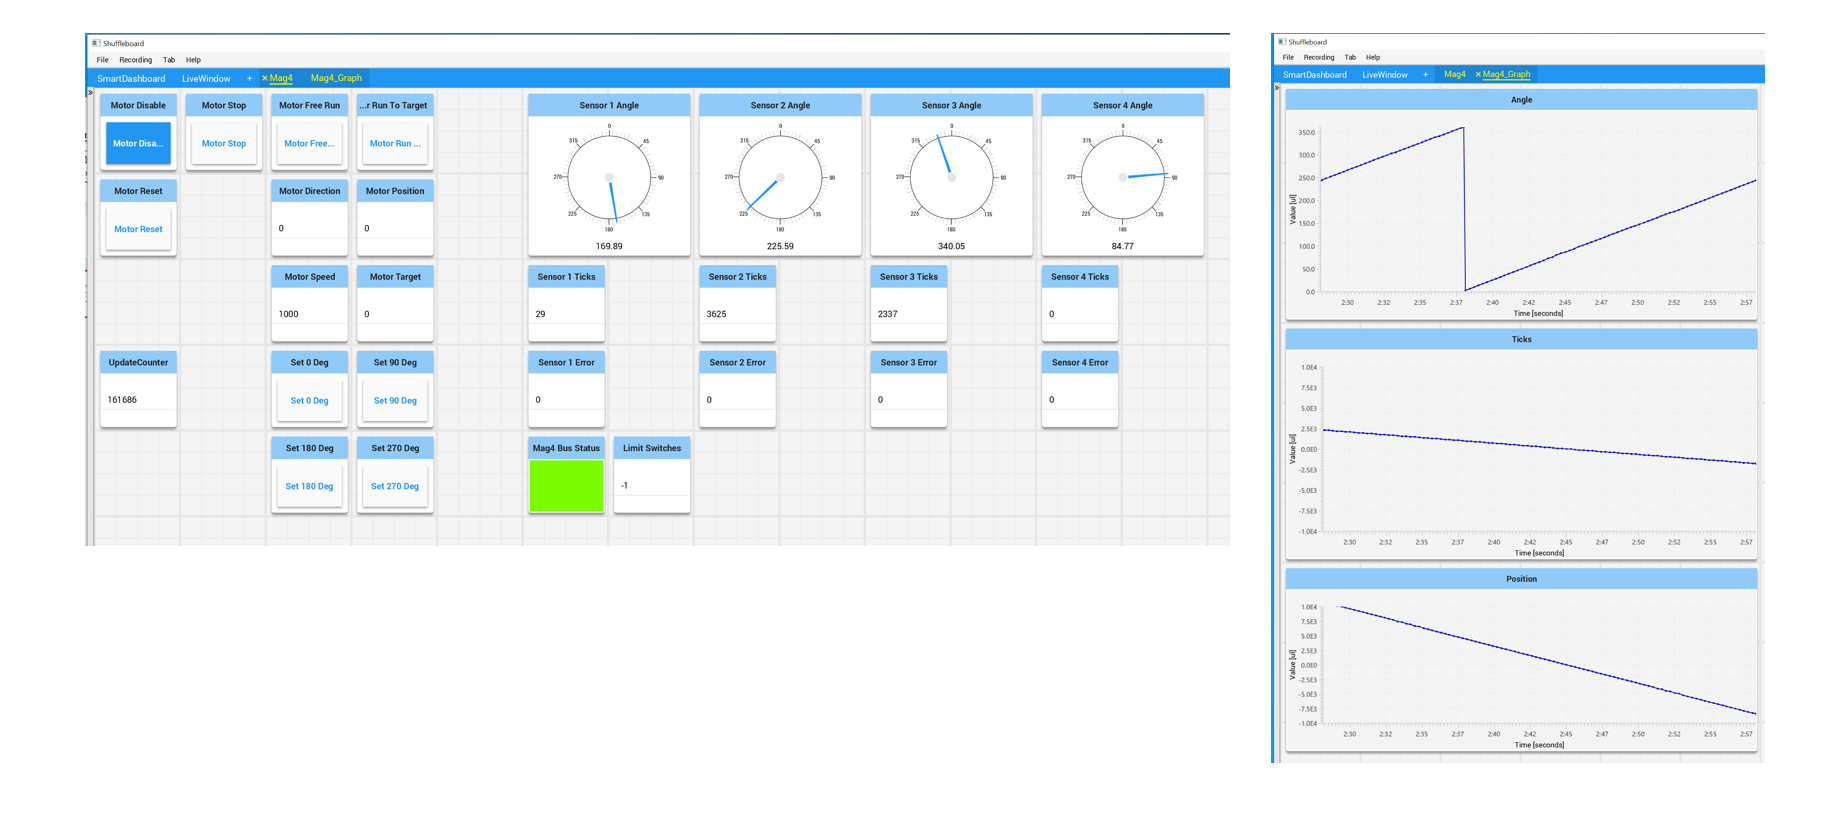 Shuffleboard
File Recording Tab Help
SmartDashboard LiveWindow + × Mag4 Mag4_Graph
»
Motor Disable Motor Stop Motor Free Run ...r Run To Target Sensor 1 Angle Sensor 2 Angle Sensor 3 Angle Sensor 4 Angle
Motor Disa... Motor Stop Motor Free... Motor Run ...
0 45 90 135 180 225 270 315
169.89
0 45 90 135 180 225 270 315
225.59
0 45 90 135 180 225 270 315
340.05
0 45 90 135 180 225 270 315
84.77
Motor Reset Motor Direction Motor Position
Motor Reset 0 0
Motor Speed Motor Target Sensor 1 Ticks Sensor 2 Ticks Sensor 3 Ticks Sensor 4 Ticks
1000 0 29 3625 2337 0
UpdateCounter Set 0 Deg Set 90 Deg Sensor 1 Error Sensor 2 Error Sensor 3 Error Sensor 4 Error
161686 Set 0 Deg Set 90 Deg 0 0 0 0
Set 180 Deg Set 270 Deg Mag4 Bus Status Limit Switches
Set 180 Deg Set 270 Deg -1
Shuffleboard
File Recording Tab Help
SmartDashboard LiveWindow + Mag4 × Mag4_Graph
»
Angle
Value [ul]
350.0
300.0
250.0
200.0
150.0
100.0
50.0
0.0
2:30 2:32 2:35 2:37 2:40 2:42 2:45 2:47 2:50 2:52 2:55 2:57
Time [seconds]
Ticks
Value [ul]
1.0E4
7.5E3
5.0E3
2.5E3
0.0E0
-2.5E3
-5.0E3
-7.5E3
-1.0E4
2:30 2:32 2:35 2:37 2:40 2:42 2:45 2:47 2:50 2:52 2:55 2:57
Time [seconds]
Position
Value [ul]
1.0E4
7.5E3
5.0E3
2.5E3
0.0E0
-2.5E3
-5.0E3
-7.5E3
-1.0E4
2:30 2:32 2:35 2:37 2:40 2:42 2:45 2:47 2:50 2:52 2:55 2:57
Time [seconds]